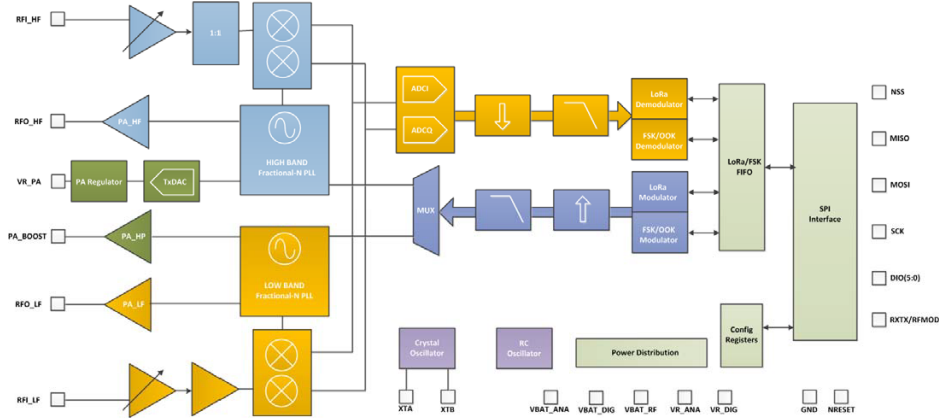 RFI_HF
1:1
RFO_HF
PA_HF
HIGH BAND
Fractional-N PLL
VR_PA
PA Regulator
TxDAC
PA_BOOST
PA_HP
LOW BAND
Fractional-N PLL
RFO_LF
PA_LF
RFI_LF
ADCI
ADCQ
LoRa
Demodulator
FSK/OOK
Demodulator
MUX
LoRa
Modulator
FSK/OOK
Modulator
LoRa/FSK
FIFO
SPI
Interface
Config
Registers
NSS
MISO
MOSI
SCK
DIO(5:0)
RXTX/RFMOD
Crystal
Oscillator
RC
Oscillator
Power Distribution
XTA
XTB
VBAT_ANA
VBAT_DIG
VBAT_RF
VR_ANA
VR_DIG
GND
NRESET